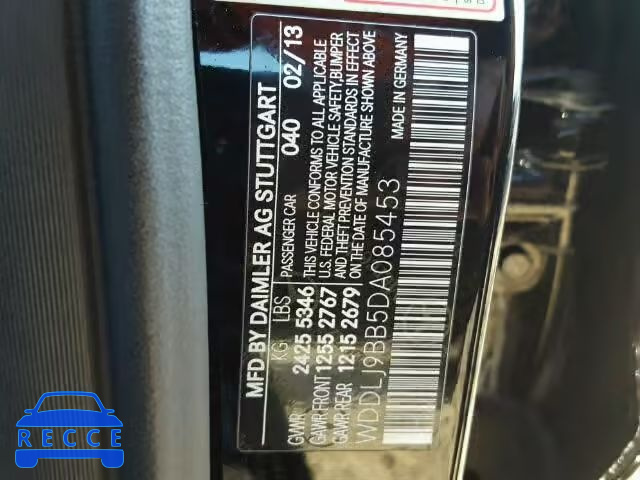 MFD BY DAIMLER AG STUTTGART
KG LBS PASSENGER CAR 040 02/13
GVWR 2425 5346 THIS VEHICLE CONFORMS TO ALL APPLICABLE
GAWR-FRONT 1255 2767 U.S. FEDERAL MOTOR VEHICLE SAFETY, BUMPER
GAWR-REAR 1215 2679 AND THEFT PREVENTION STANDARDS IN EFFECT
ON THE DATE OF MANUFACTURE SHOWN ABOVE
WDDLJ9BB5DA085453
MADE IN GERMANY
RECCE